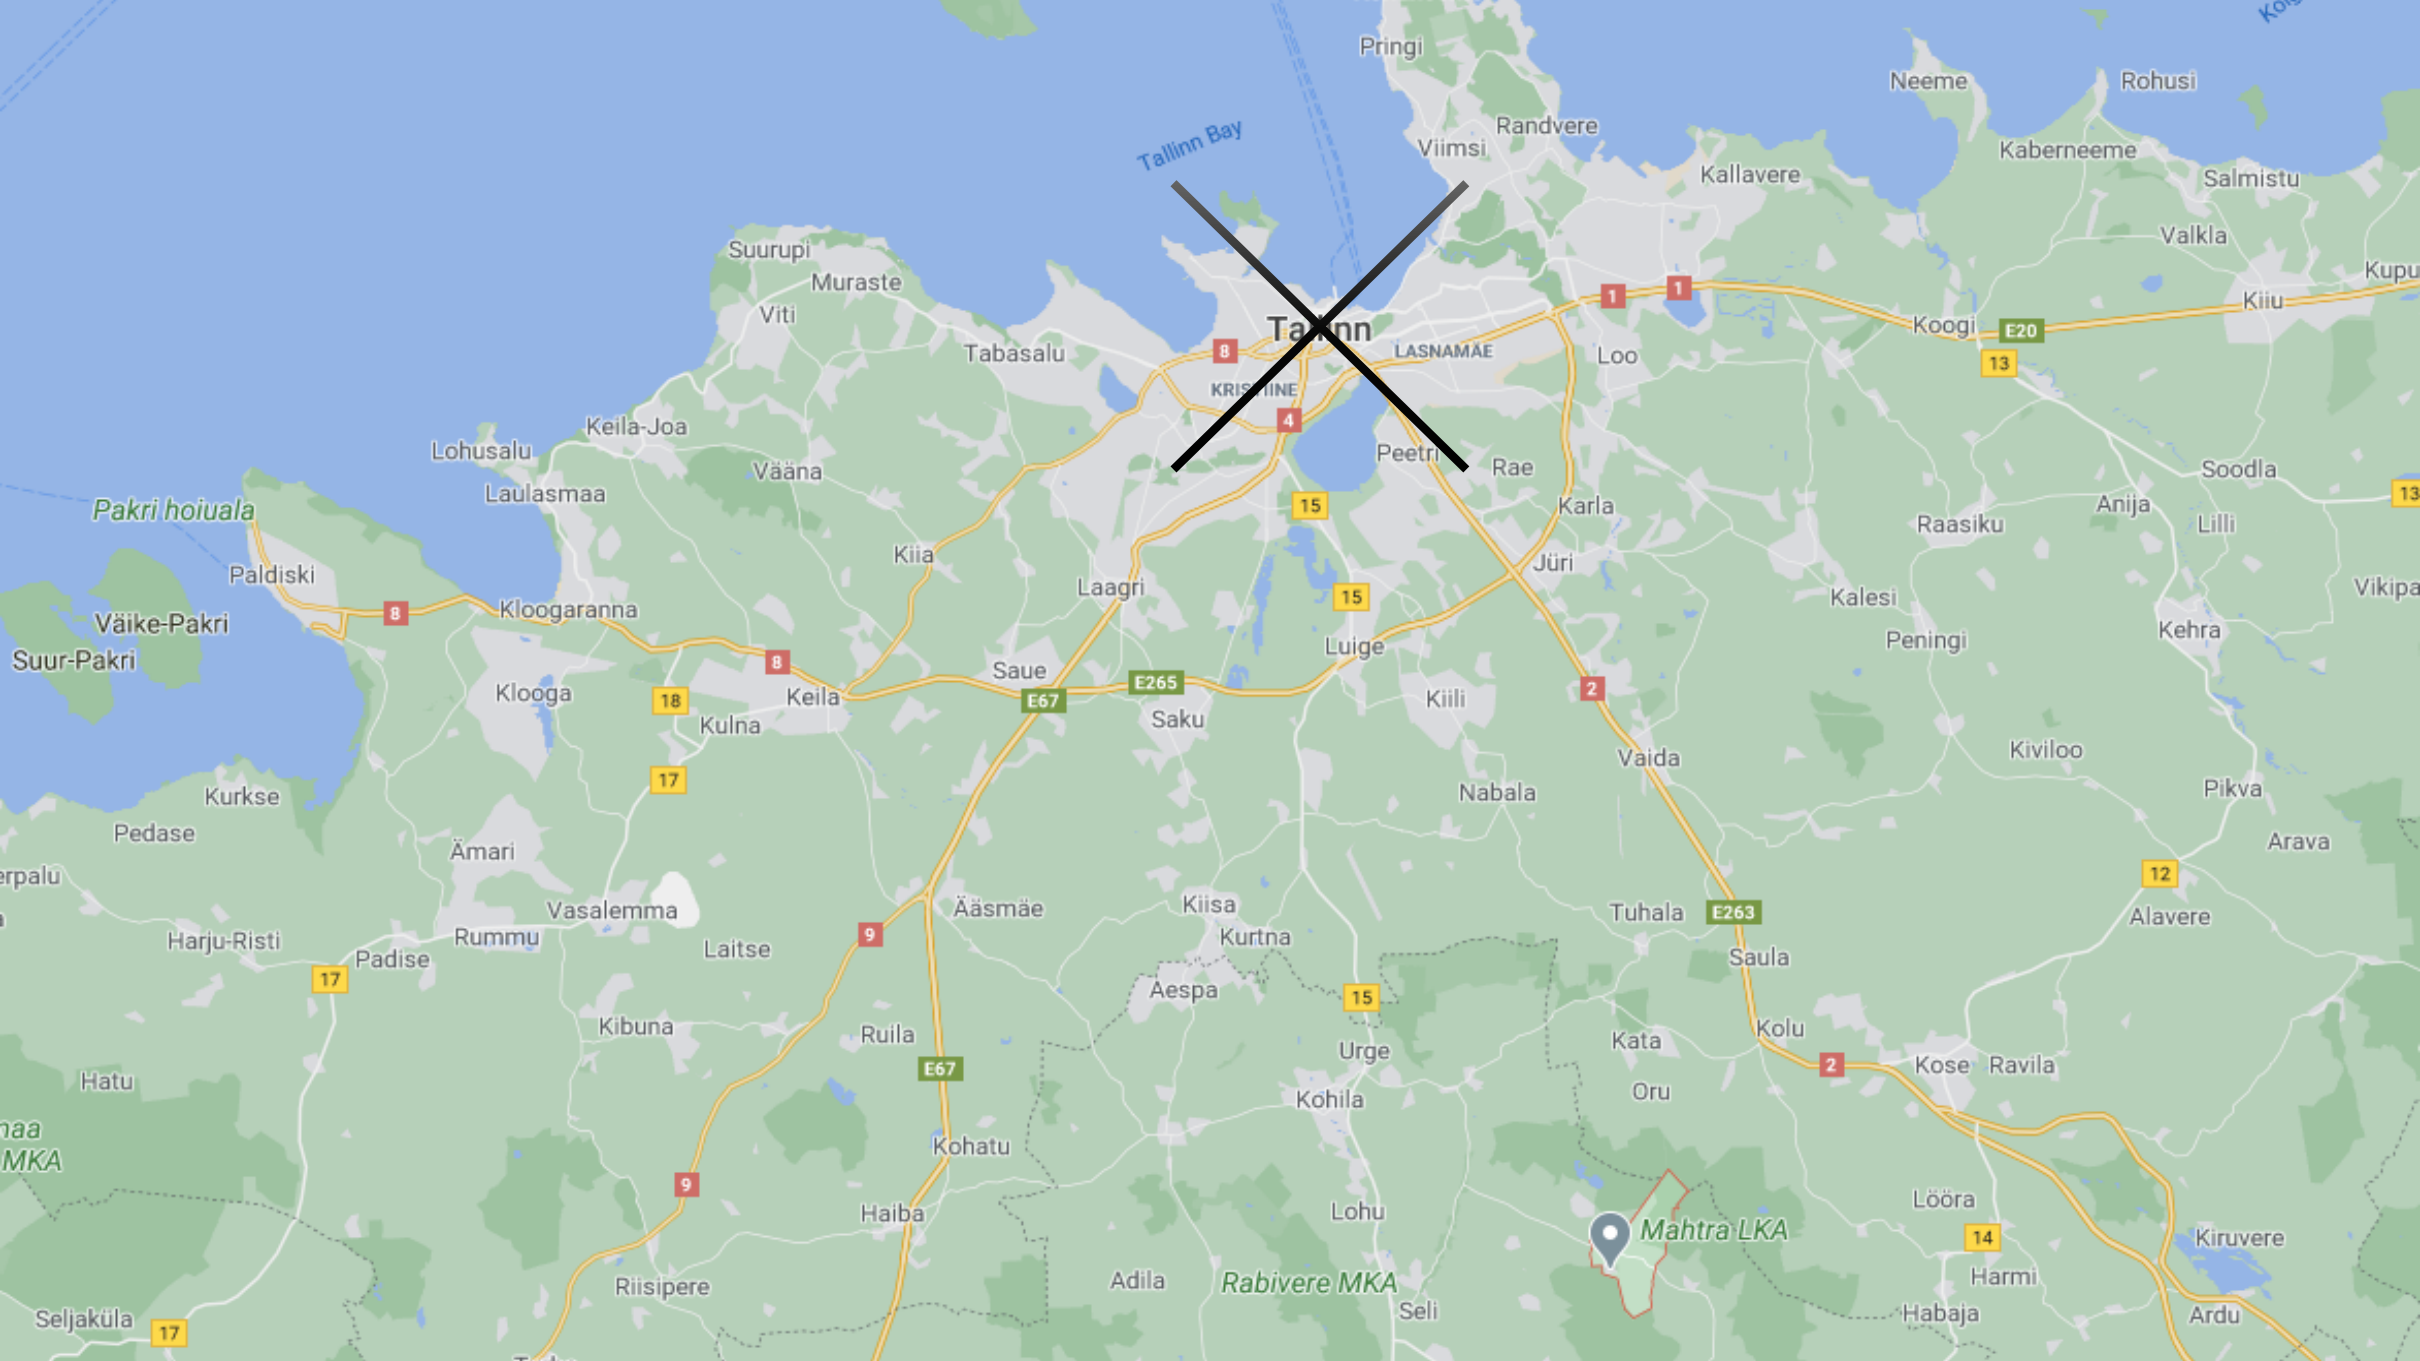 Pringi
Neeme
Rohusi
Randvere
Tallinn Bay
Viimsi
Kaberneeme
Kallavere
Salmistu
Valkla
Suurupi
Muraste
Kupu
1
1
Kiiu
Viti
Koogi
E20
Tallinn
8
LASNAMÄE
Tabasalu
Loo
13
KRISTIINE
4
Keila-Joa
Lohusalu
Peetri
Rae
Vääna
Soodla
Laulasmaa
13
Pakri hoiuala
15
Karla
Anija
Raasiku
Lilli
Kiia
Jüri
Paldiski
Laagri
Vikipa
15
Kalesi
8
Kloogaranna
Väike-Pakri
Kehra
Peningi
Luige
Suur-Pakri
8
Saue
E265
2
Klooga
18
Keila
E67
Kiili
Saku
Kulna
Kiviloo
Vaida
17
Pikva
Nabala
Kurkse
Pedase
Arava
Ämari
erpalu
12
Kiisa
Ääsmäe
Vasalemma
Tuhala
E263
Alavere
9
Rummu
Kurtna
Harju-Risti
Laitse
Saula
Padise
17
Aespa
15
Kibuna
Kolu
Ruila
Kata
Urge
E67
2
Kose
Ravila
Hatu
Oru
Kohila
naa
MKA
Kohatu
9
Lööra
Lohu
Haiba
Mahtra LKA
14
Kiruvere
Harmi
Adila
Rabivere MKA
Riisipere
Seli
Habaja
Ardu
Seljaküla
17